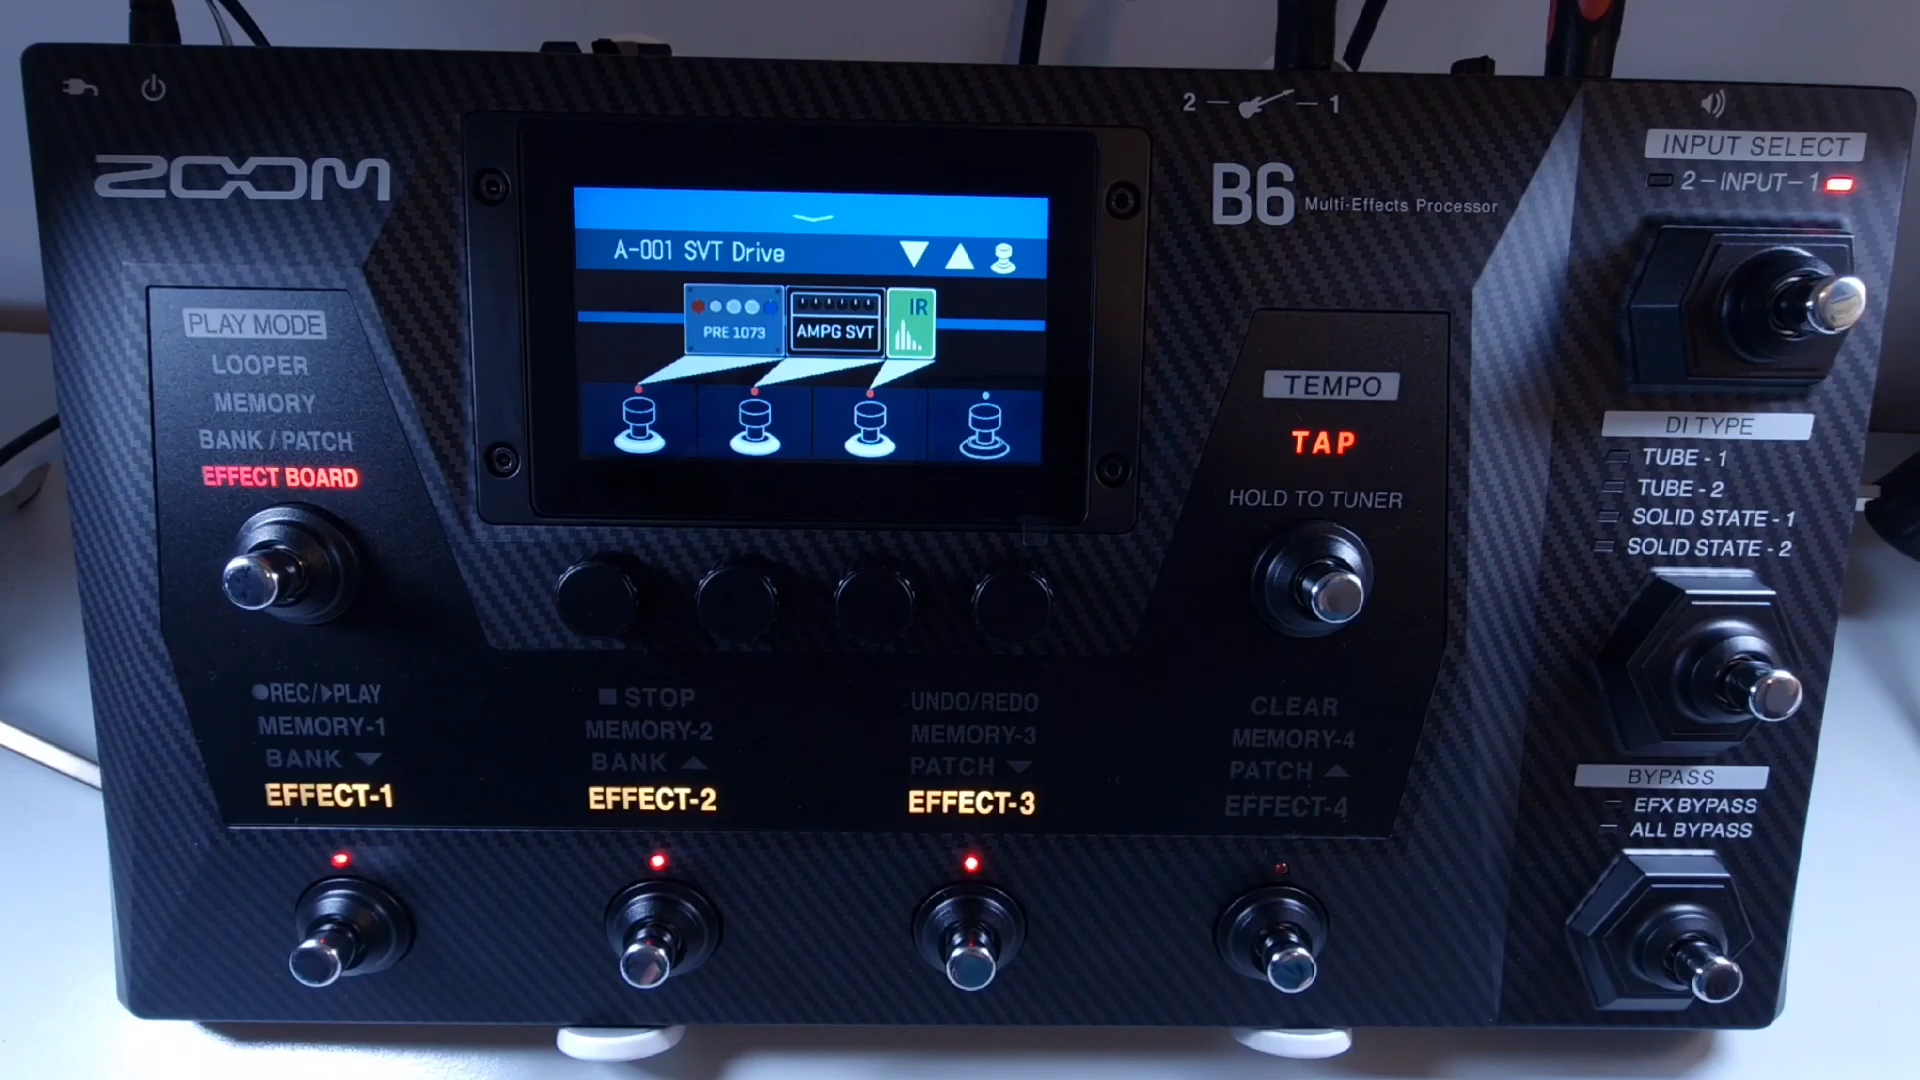 2 — — 1
ZOOM
B6 Multi-Effects Processor
INPUT SELECT
2 – INPUT – 1
A-001 SVT Drive
PRE 1073
AMPG SVT
IR
PLAY MODE
LOOPER
MEMORY
BANK / PATCH
EFFECT BOARD
TEMPO
TAP
HOLD TO TUNER
DI TYPE
TUBE - 1
TUBE - 2
SOLID STATE - 1
SOLID STATE - 2
●REC/▶PLAY
MEMORY-1
BANK ▼
EFFECT-1
■ STOP
MEMORY-2
BANK ▲
EFFECT-2
UNDO/REDO
MEMORY-3
PATCH ▼
EFFECT-3
CLEAR
MEMORY-4
PATCH ▲
EFFECT-4
BYPASS
EFX BYPASS
ALL BYPASS